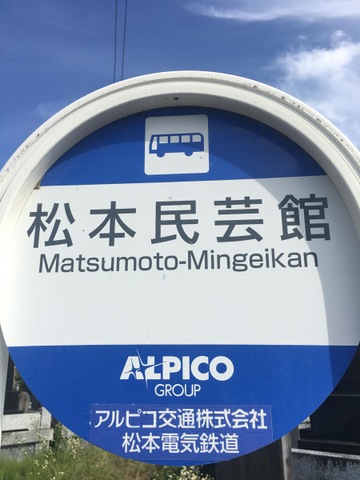 松本民芸館
Matsumoto-Mingeikan
ALPICO
GROUP
アルピコ交通株式会社
松本電気鉄道